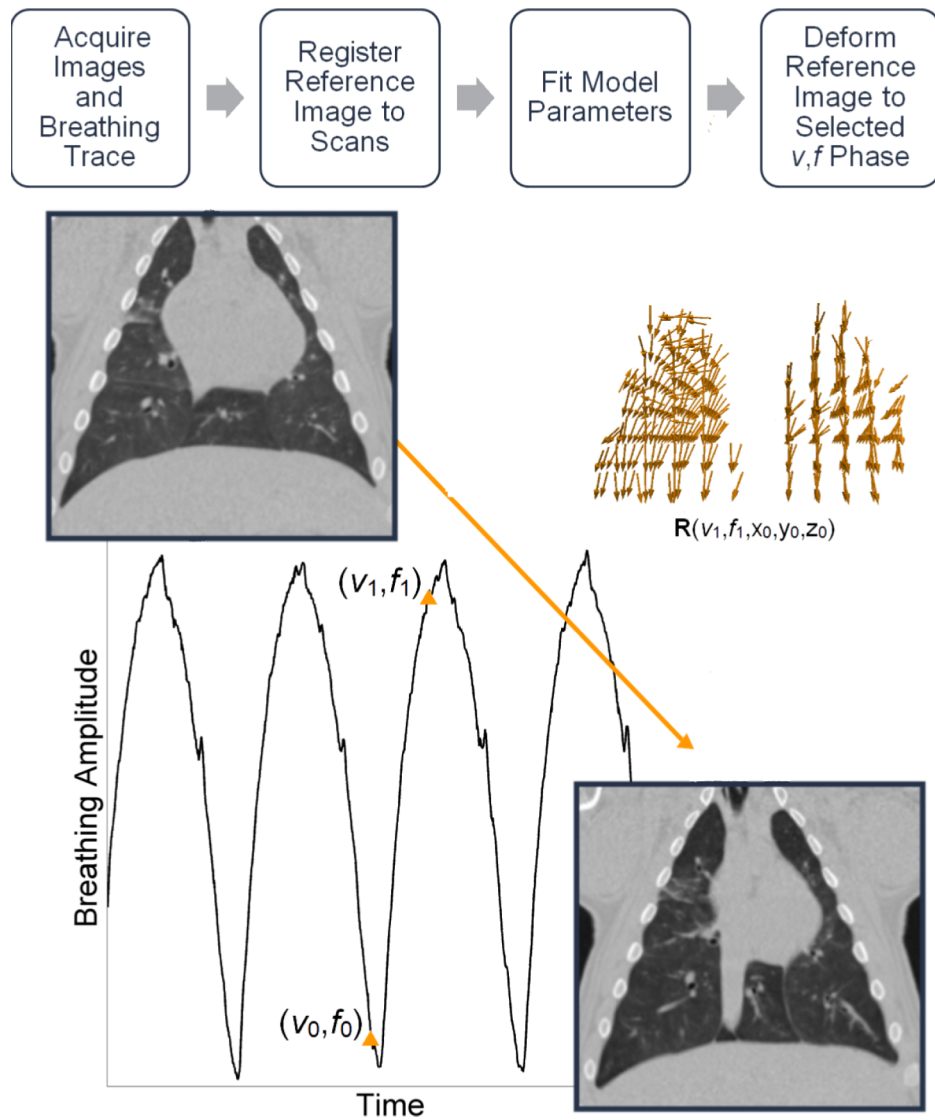 Acquire
Images
and
Breathing
Trace
Register
Reference
Image to
Scans
Fit Model
Parameters
Deform
Reference
Image to
Selected
v,f Phase
R(v₁,f₁,x₀,y₀,z₀)
(v₁,f₁)
Breathing Amplitude
(v₀,f₀)
Time